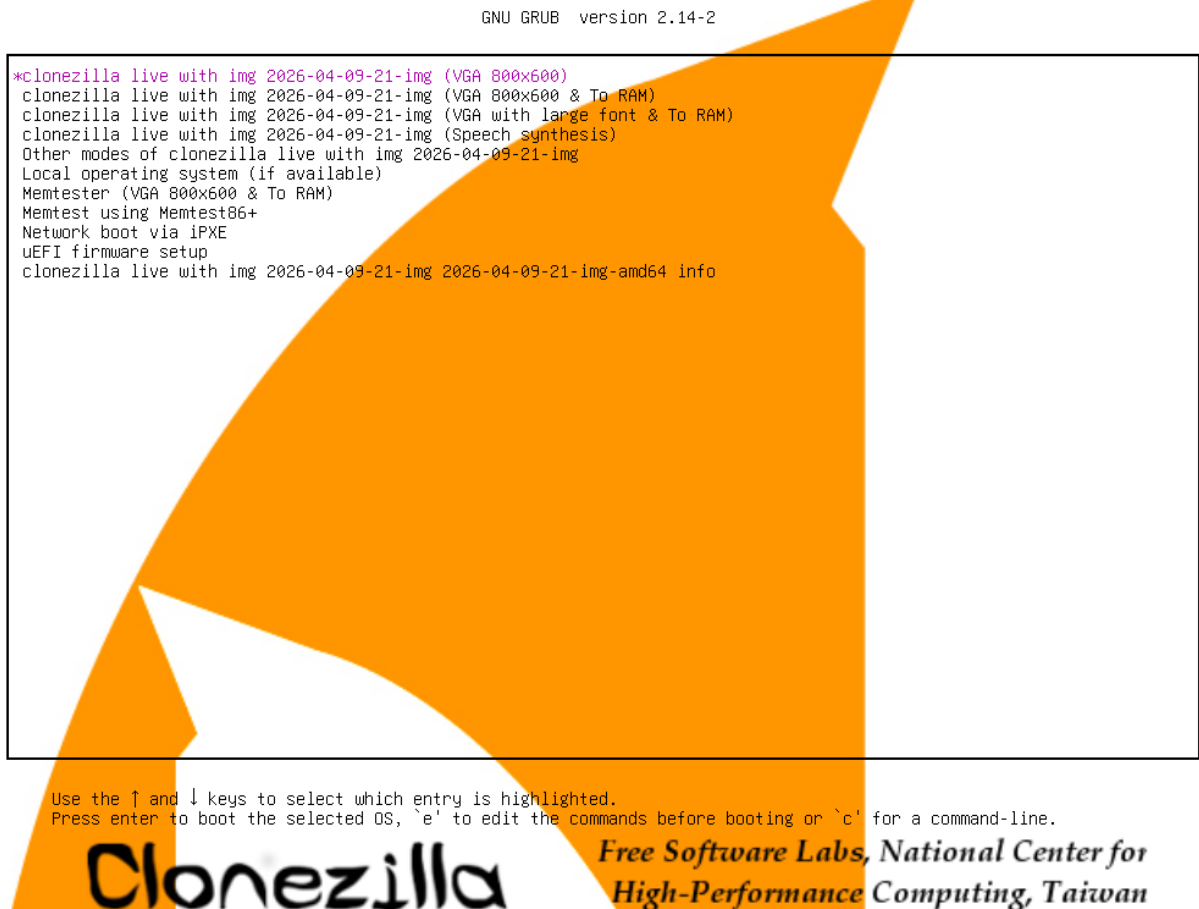 GNU GRUB  version 2.14-2
*clonezilla live with img 2026-04-09-21-img (VGA 800x600)
clonezilla live with img 2026-04-09-21-img (VGA 800x600 & To RAM)
clonezilla live with img 2026-04-09-21-img (VGA with large font & To RAM)
clonezilla live with img 2026-04-09-21-img (Speech synthesis)
Other modes of clonezilla live with img 2026-04-09-21-img
Local operating system (if available)
Memtester (VGA 800x600 & To RAM)
Memtest using Memtest86+
Network boot via iPXE
uEFI firmware setup
clonezilla live with img 2026-04-09-21-img 2026-04-09-21-img-amd64 info
Use the ↑ and ↓ keys to select which entry is highlighted.
Press enter to boot the selected OS, `e' to edit the commands before booting or `c' for a command-line.
Clonezilla
Free Software Labs, National Center for
High-Performance Computing, Taiwan